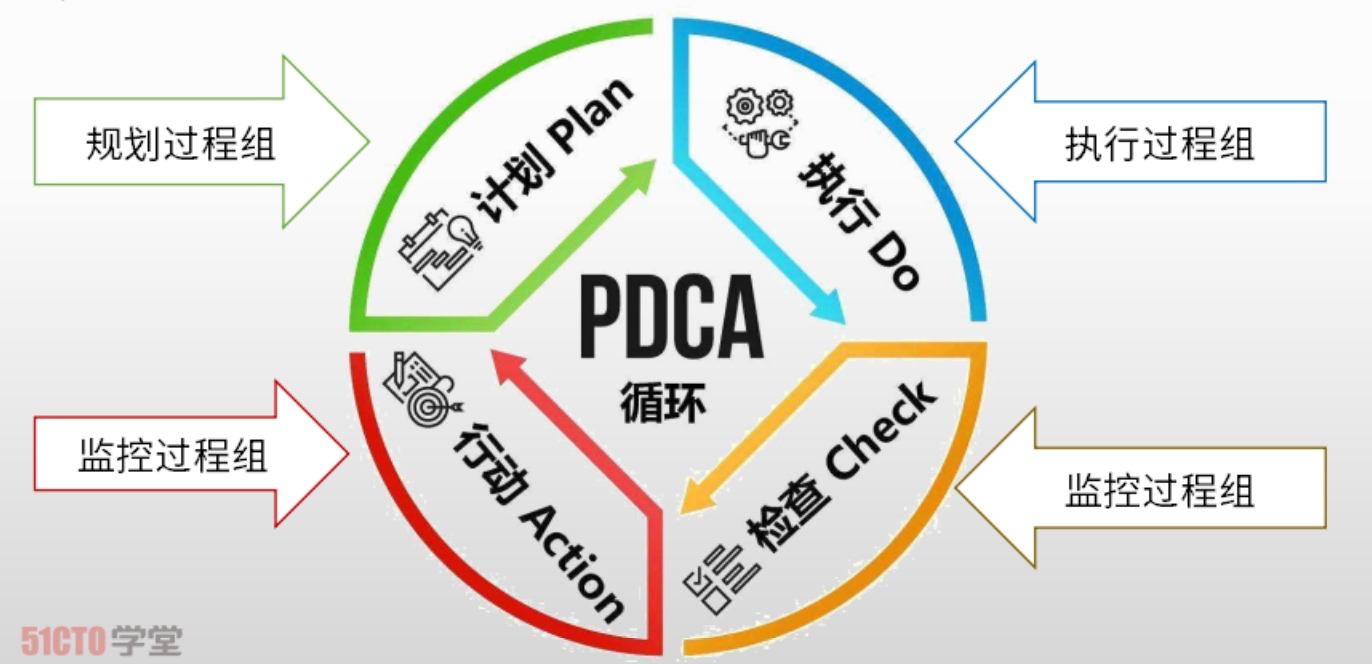 规划过程组
计划 Plan
执行 Do
执行过程组
PDCA
循环
监控过程组
行动 Action
检查 Check
监控过程组
51CTO学堂